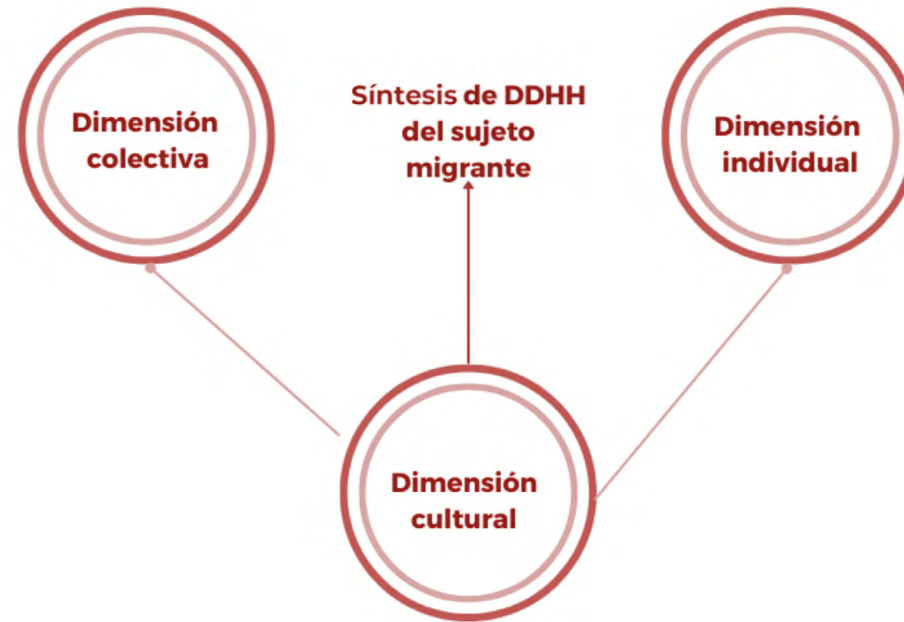 Dimensión
colectiva
Síntesis de DDHH
del sujeto
migrante
Dimensión
individual
Dimensión
cultural